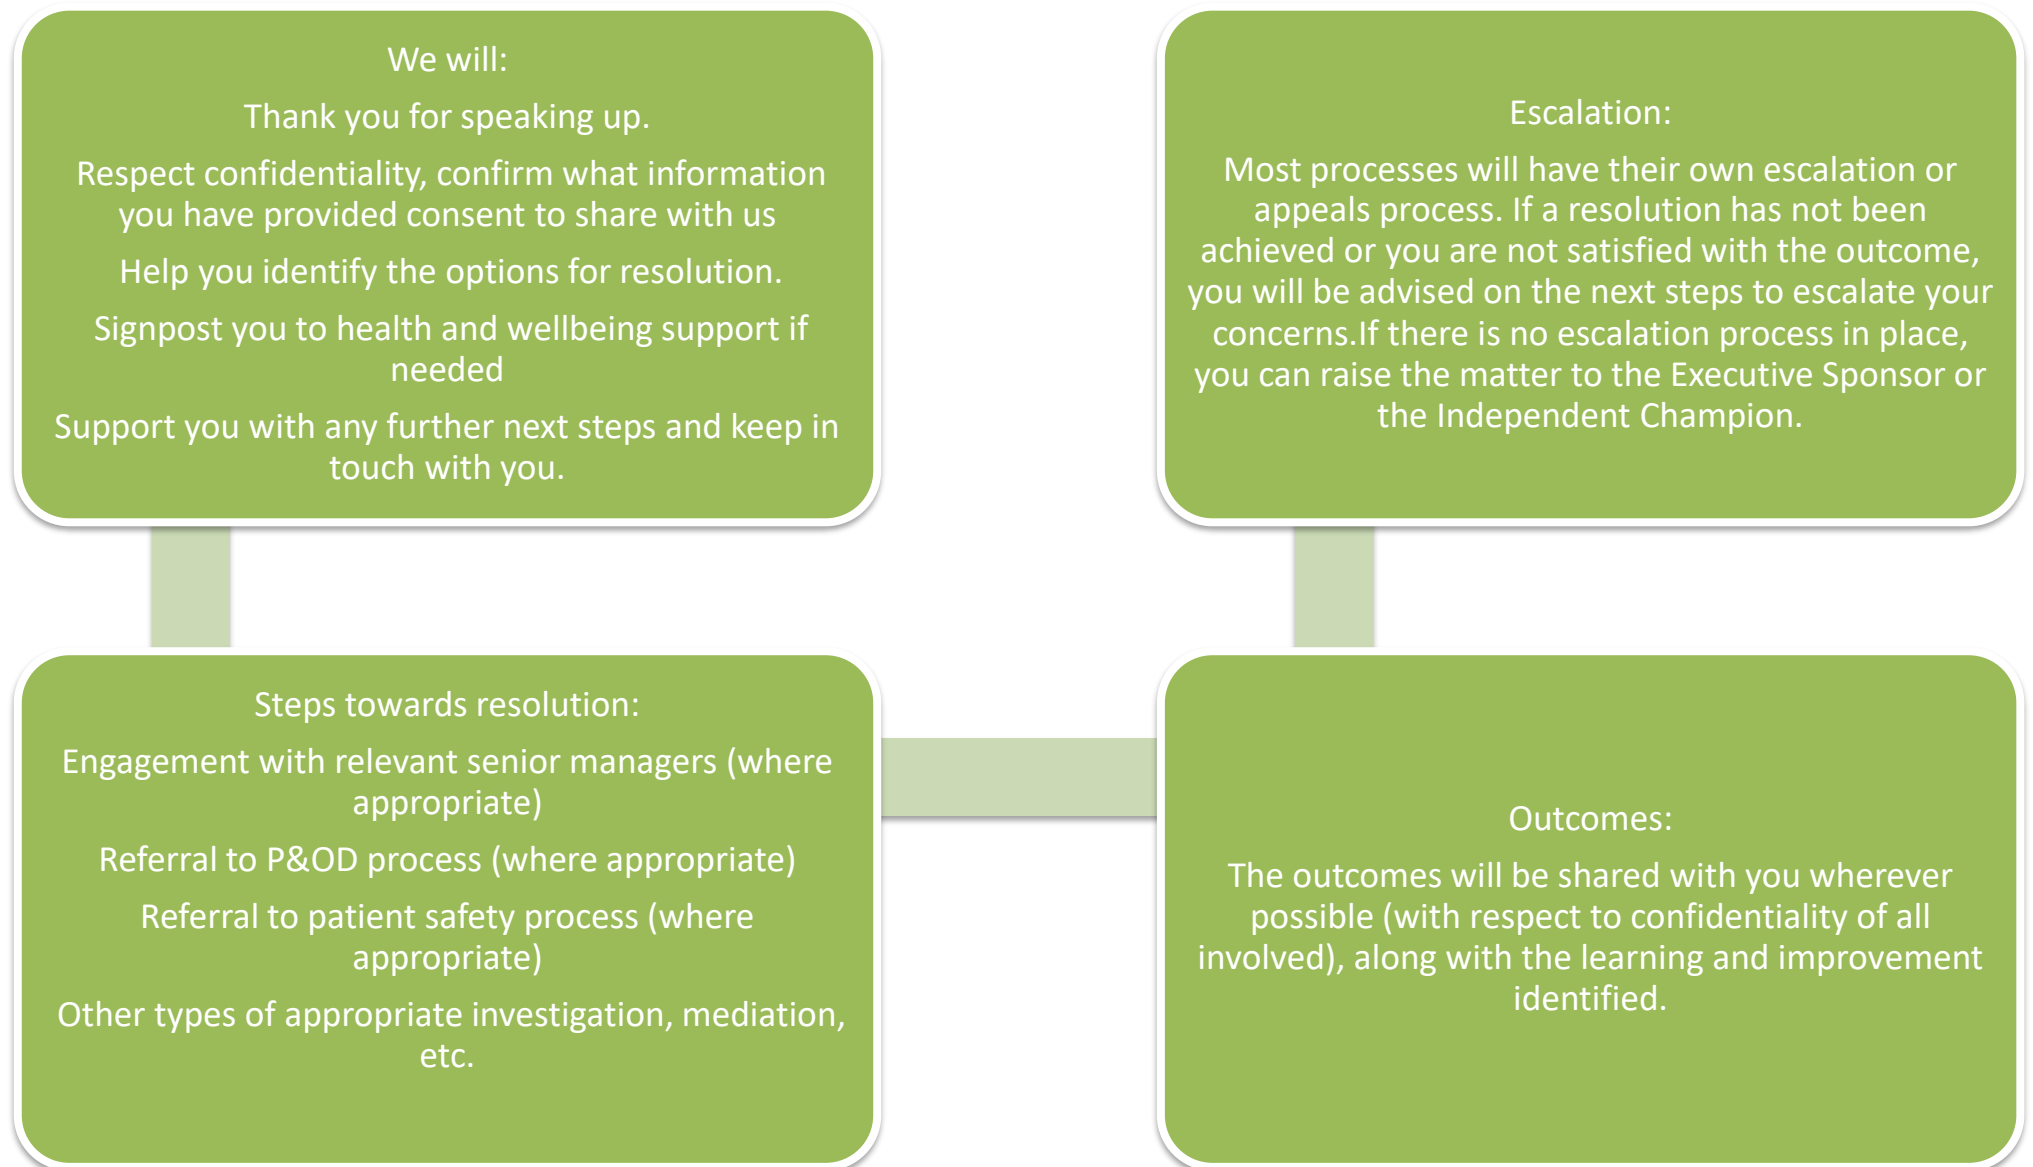 We will:
Thank you for speaking up.
Respect confidentiality, confirm what information
you have provided consent to share with us
Help you identify the options for resolution.
Signpost you to health and wellbeing support if
needed
Support you with any further next steps and keep in
touch with you.
Steps towards resolution:
Engagement with relevant senior managers (where
appropriate)
Referral to P&OD process (where appropriate)
Referral to patient safety process (where
appropriate)
Other types of appropriate investigation, mediation,
etc.
Outcomes:
The outcomes will be shared with you wherever
possible (with respect to confidentiality of all
involved), along with the learning and improvement
identified.
Escalation:
Most processes will have their own escalation or
appeals process. If a resolution has not been
achieved or you are not satisfied with the outcome,
you will be advised on the next steps to escalate your
concerns.If there is no escalation process in place,
you can raise the matter to the Executive Sponsor or
the Independent Champion.